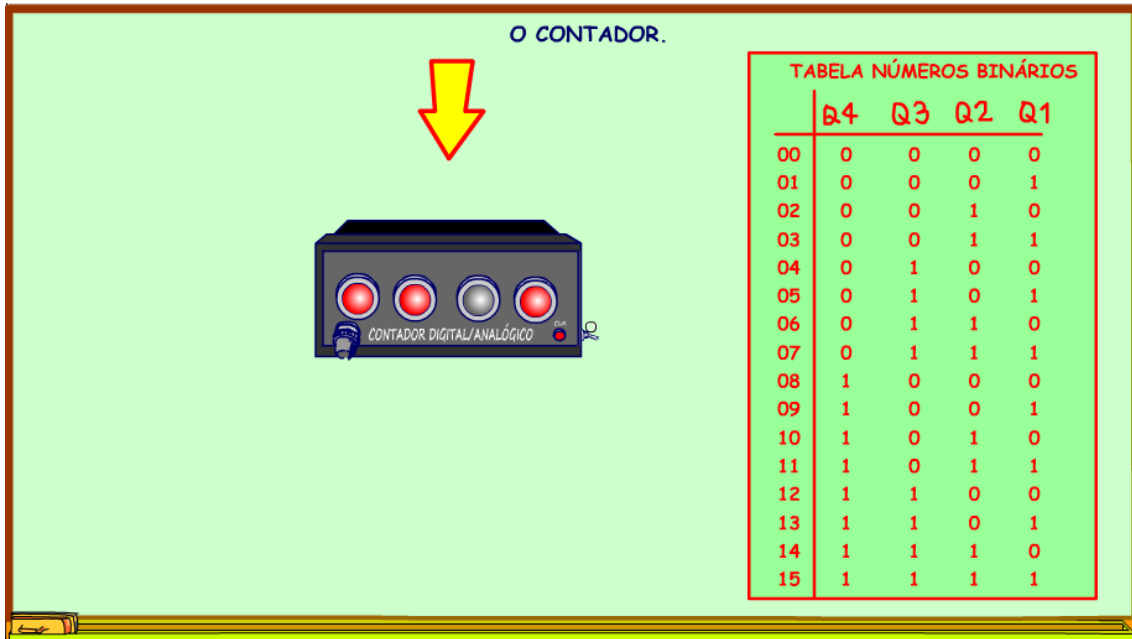 O CONTADOR.
TABELA NÚMEROS BINÁRIOS
Q4 Q3 Q2 Q1
00 0 0 0 0
01 0 0 0 1
02 0 0 1 0
03 0 0 1 1
04 0 1 0 0
05 0 1 0 1
06 0 1 1 0
07 0 1 1 1
08 1 0 0 0
09 1 0 0 1
10 1 0 1 0
11 1 0 1 1
12 1 1 0 0
13 1 1 0 1
14 1 1 1 0
15 1 1 1 1
CONTADOR DIGITAL/ANALÓGICO